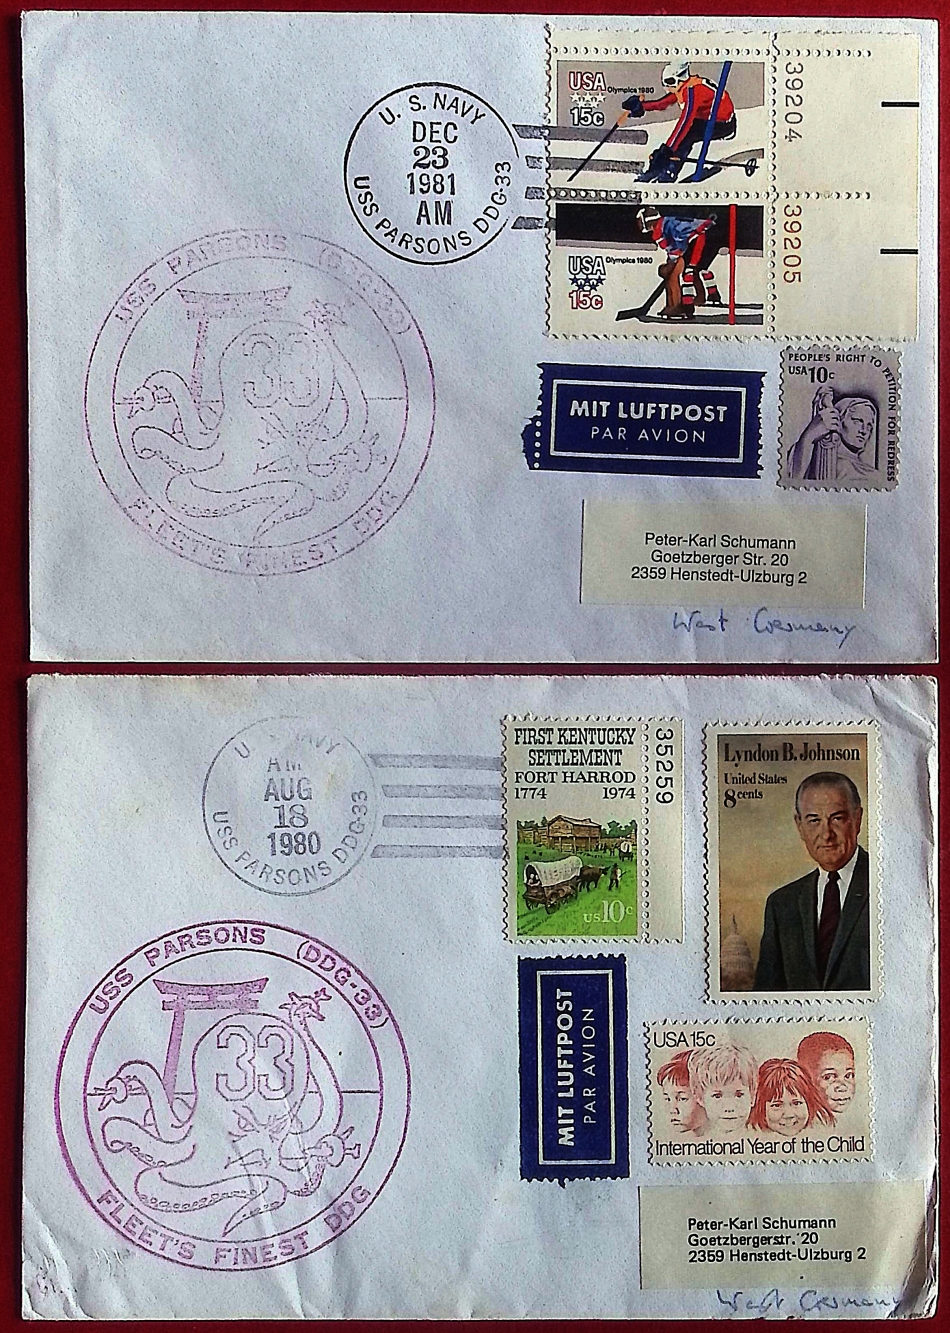 U. S. NAVY
DEC
23
1981
AM
USS PARSONS DDG-33
USA
Olympics 1980
15c
39204
USA
Olympics 1980
15c
39205
USS PARSONS
33
FLEET'S FINEST DDG
MIT LUFTPOST
PAR AVION
PEOPLE'S RIGHT TO PETITION FOR REDRESS
USA 10c
Peter-Karl Schumann
Goetzberger Str. 20
2359 Henstedt-Ulzburg 2
West Germany
U NAVY
AM
AUG
18
1980
USS PARSONS DDG-33
FIRST KENTUCKY
SETTLEMENT
FORT HARROD
1774 1974
US 10c
35259
Lyndon B. Johnson
United States
8 cents
USS PARSONS (DDG-33)
33
FLEET'S FINEST DDG
MIT LUFTPOST
PAR AVION
USA 15c
International Year of the Child
Peter-Karl Schumann
Goetzbergerstr. 20
2359 Henstedt-Ulzburg 2
West Germany